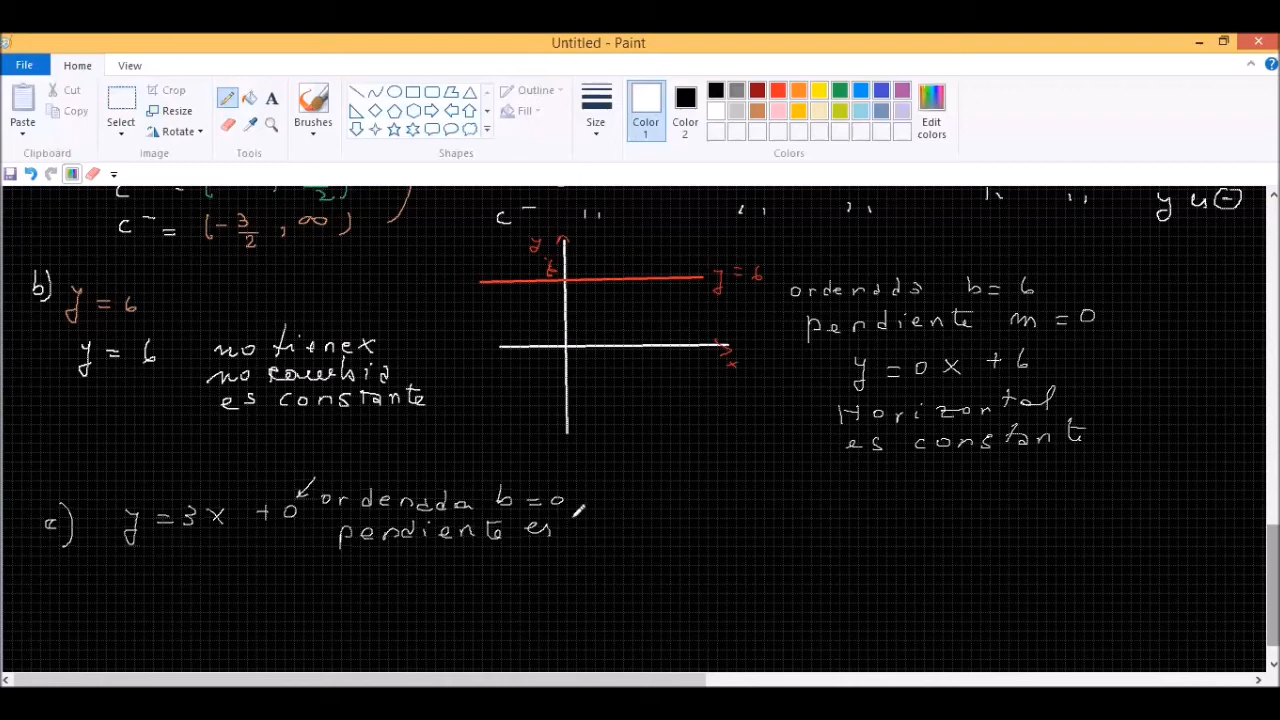 Untitled - Paint
File Home View
Paste
Cut
Copy
Clipboard
Select
Crop
Resize
Rotate
Image
Tools
A
Brushes
Outline
Fill
Shapes
Size
Color 1
Color 2
Edit colors
Colors
c⁻ = (-3/2, ∞)
c⁻ ,, ,, ,, ,, y es ⊖
b) y = 6
y = 6 no tiene x
es constante
y
6
y = 6
x
ordenada b = 6
pendiente m = 0
y = 0x + 6
Horizontal
es constante
c) y = 3x + 0 ordenada b = 0
pendiente es